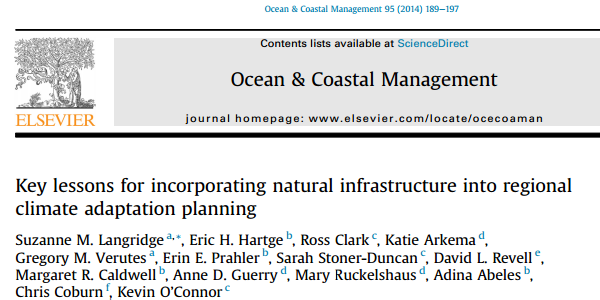 Ocean & Coastal Management 95 (2014) 189–197
Contents lists available at ScienceDirect
Ocean & Coastal Management
ELSEVIER
journal homepage: www.elsevier.com/locate/ocecoaman
Key lessons for incorporating natural infrastructure into regional
climate adaptation planning
Suzanne M. Langridge a,*, Eric H. Hartge b, Ross Clark c, Katie Arkema d,
Gregory M. Verutes a, Erin E. Prahler b, Sarah Stoner-Duncan c, David L. Revell e,
Margaret R. Caldwell b, Anne D. Guerry d, Mary Ruckelshaus d, Adina Abeles b,
Chris Coburn f, Kevin O'Connor c